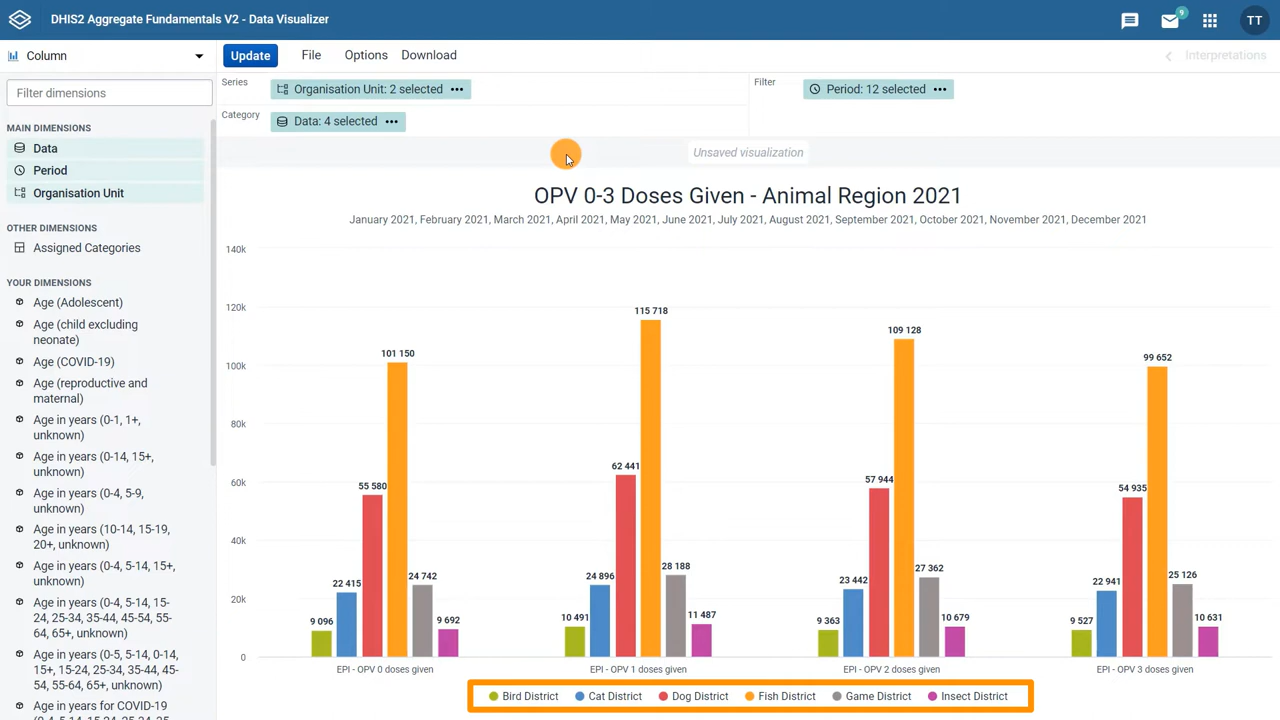 DHIS2 Aggregate Fundamentals V2 - Data Visualizer
9
TT
Column
Update
File
Options
Download
Interpretations
Filter dimensions
Series
Organisation Unit: 2 selected
Filter
Period: 12 selected
Category
Data: 4 selected
MAIN DIMENSIONS
Data
Period
Organisation Unit
OTHER DIMENSIONS
Assigned Categories
YOUR DIMENSIONS
Age (Adolescent)
Age (child excluding
neonate)
Age (COVID-19)
Age (reproductive and
maternal)
Age in years (0-1, 1+,
unknown)
Age in years (0-14, 15+,
unknown)
Age in years (0-4, 5-9,
unknown)
Age in years (10-14, 15-19,
20+, unknown)
Age in years (0-4, 5-14, 15+,
unknown)
Age in years (0-4, 5-14, 15-
24, 25-34, 35-44, 45-54, 55-
64, 65+, unknown)
Age in years (0-5, 5-14, 0-14,
15+, 15-24, 25-34, 35-44, 45-
54, 55-64, 65+, unknown)
Age in years for COVID-19
Unsaved visualization
OPV 0-3 Doses Given - Animal Region 2021
January 2021, February 2021, March 2021, April 2021, May 2021, June 2021, July 2021, August 2021, September 2021, October 2021, November 2021, December 2021
140k
120k
100k
80k
60k
40k
20k
0
9 096
22 415
55 580
101 150
24 742
9 692
10 491
24 896
62 441
115 718
28 188
11 487
9 363
23 442
57 944
109 128
27 362
10 679
9 527
22 941
54 935
99 652
25 126
10 631
EPI - OPV 0 doses given
EPI - OPV 1 doses given
EPI - OPV 2 doses given
EPI - OPV 3 doses given
Bird District
Cat District
Dog District
Fish District
Game District
Insect District